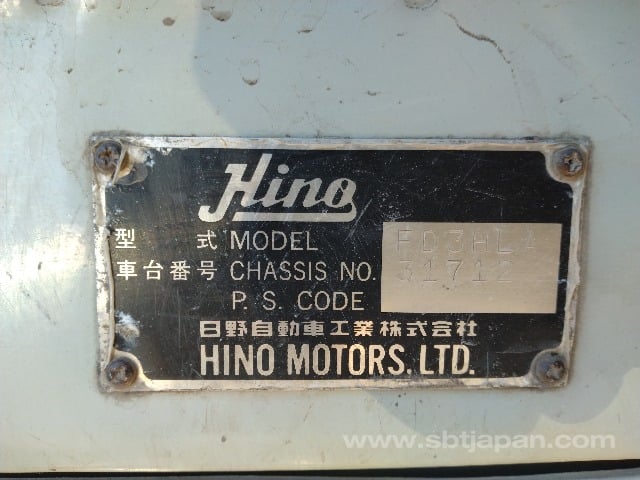 Hino
型 式 MODEL FD3HLA
車台番号 CHASSIS NO. 31712
P. S. CODE
日野自動車工業株式会社
HINO MOTORS, LTD.
www.sbtjapan.com